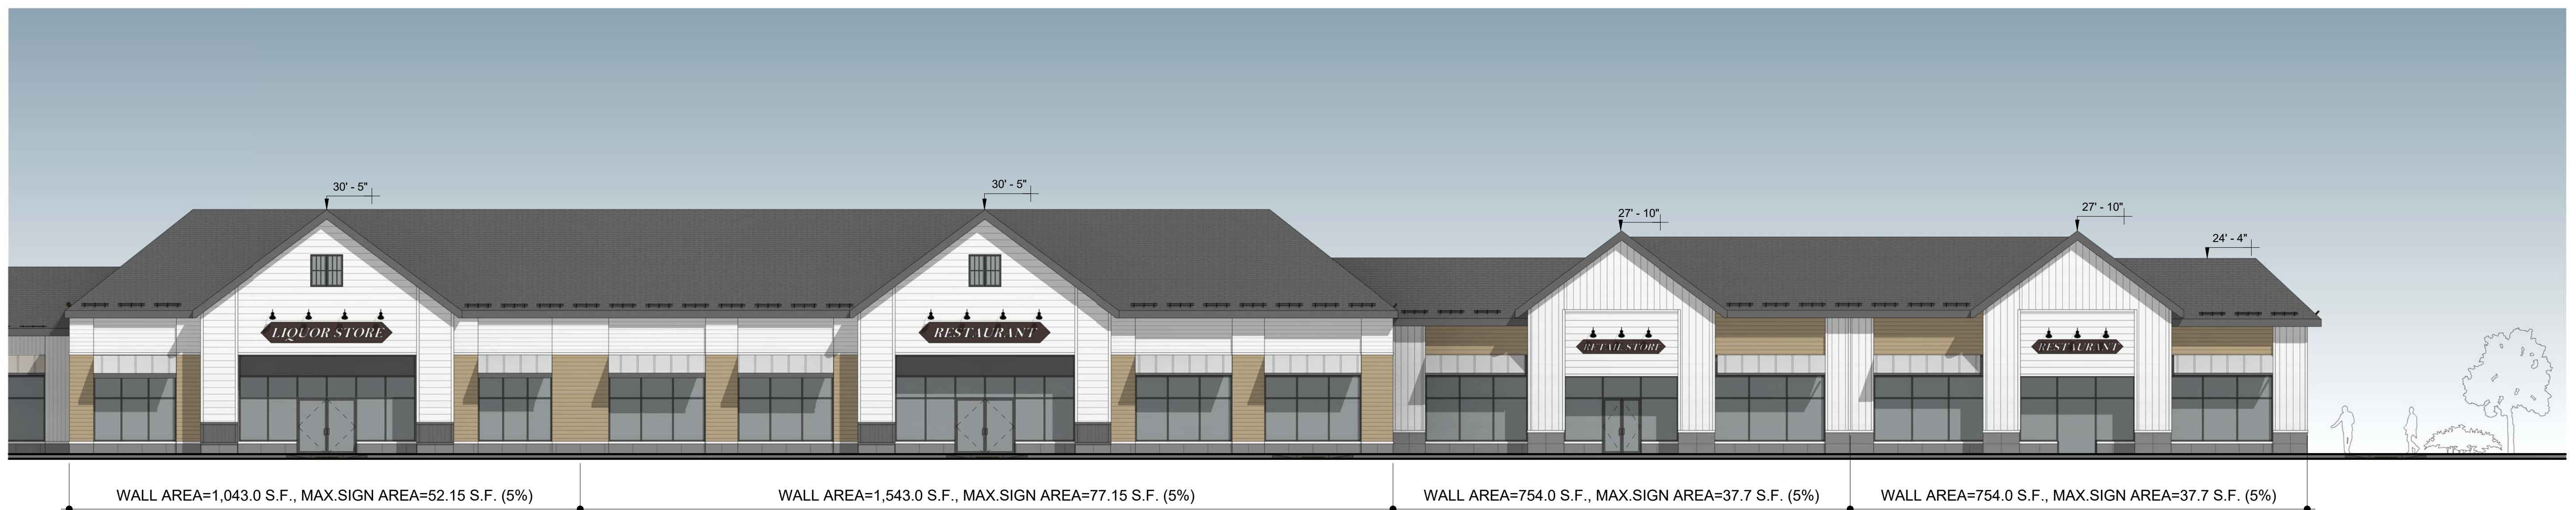 30' - 5"
30' - 5"
27' - 10"
27' - 10"
24' - 4"
LIQUOR STORE
RESTAURANT
RETAIL STORE
RESTAURANT
WALL AREA=1,043.0 S.F., MAX.SIGN AREA=52.15 S.F. (5%)
WALL AREA=1,543.0 S.F., MAX.SIGN AREA=77.15 S.F. (5%)
WALL AREA=754.0 S.F., MAX.SIGN AREA=37.7 S.F. (5%)
WALL AREA=754.0 S.F., MAX.SIGN AREA=37.7 S.F. (5%)